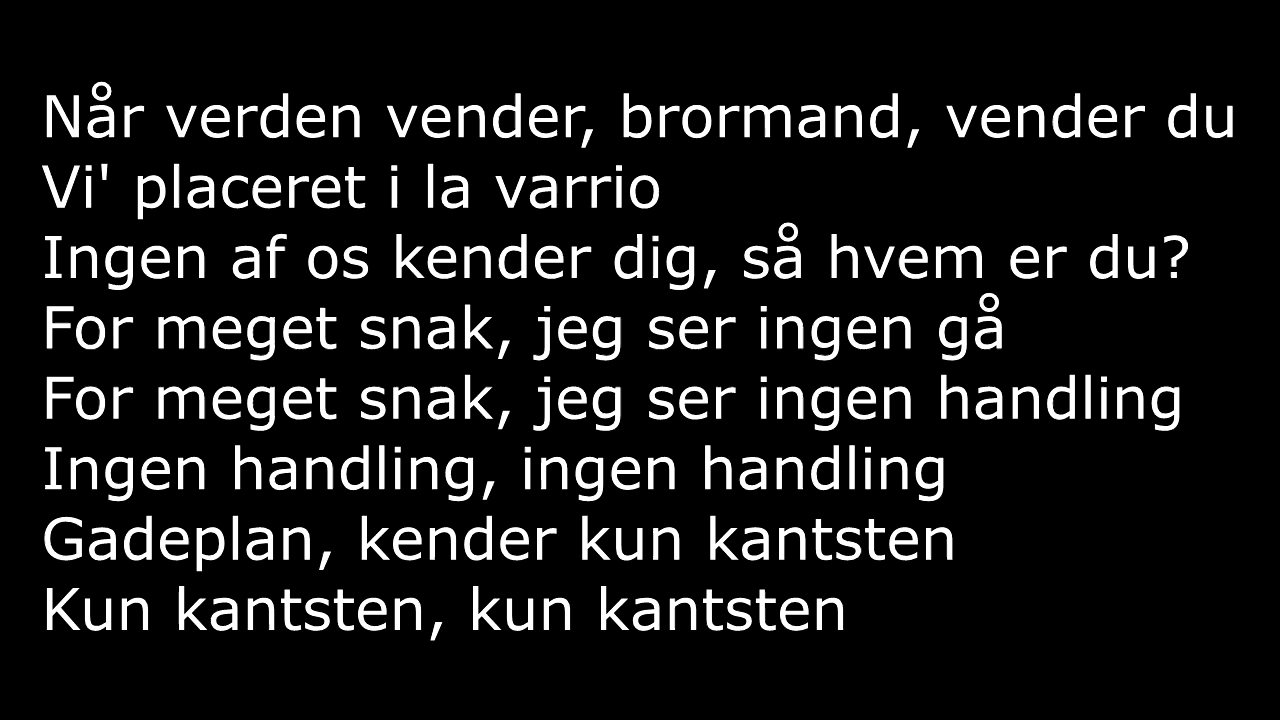 Når verden vender, brormand, vender du
Vi' placeret i la varrio
Ingen af os kender dig, så hvem er du?
For meget snak, jeg ser ingen gå
For meget snak, jeg ser ingen handling
Ingen handling, ingen handling
Gadeplan, kender kun kantsten
Kun kantsten, kun kantsten